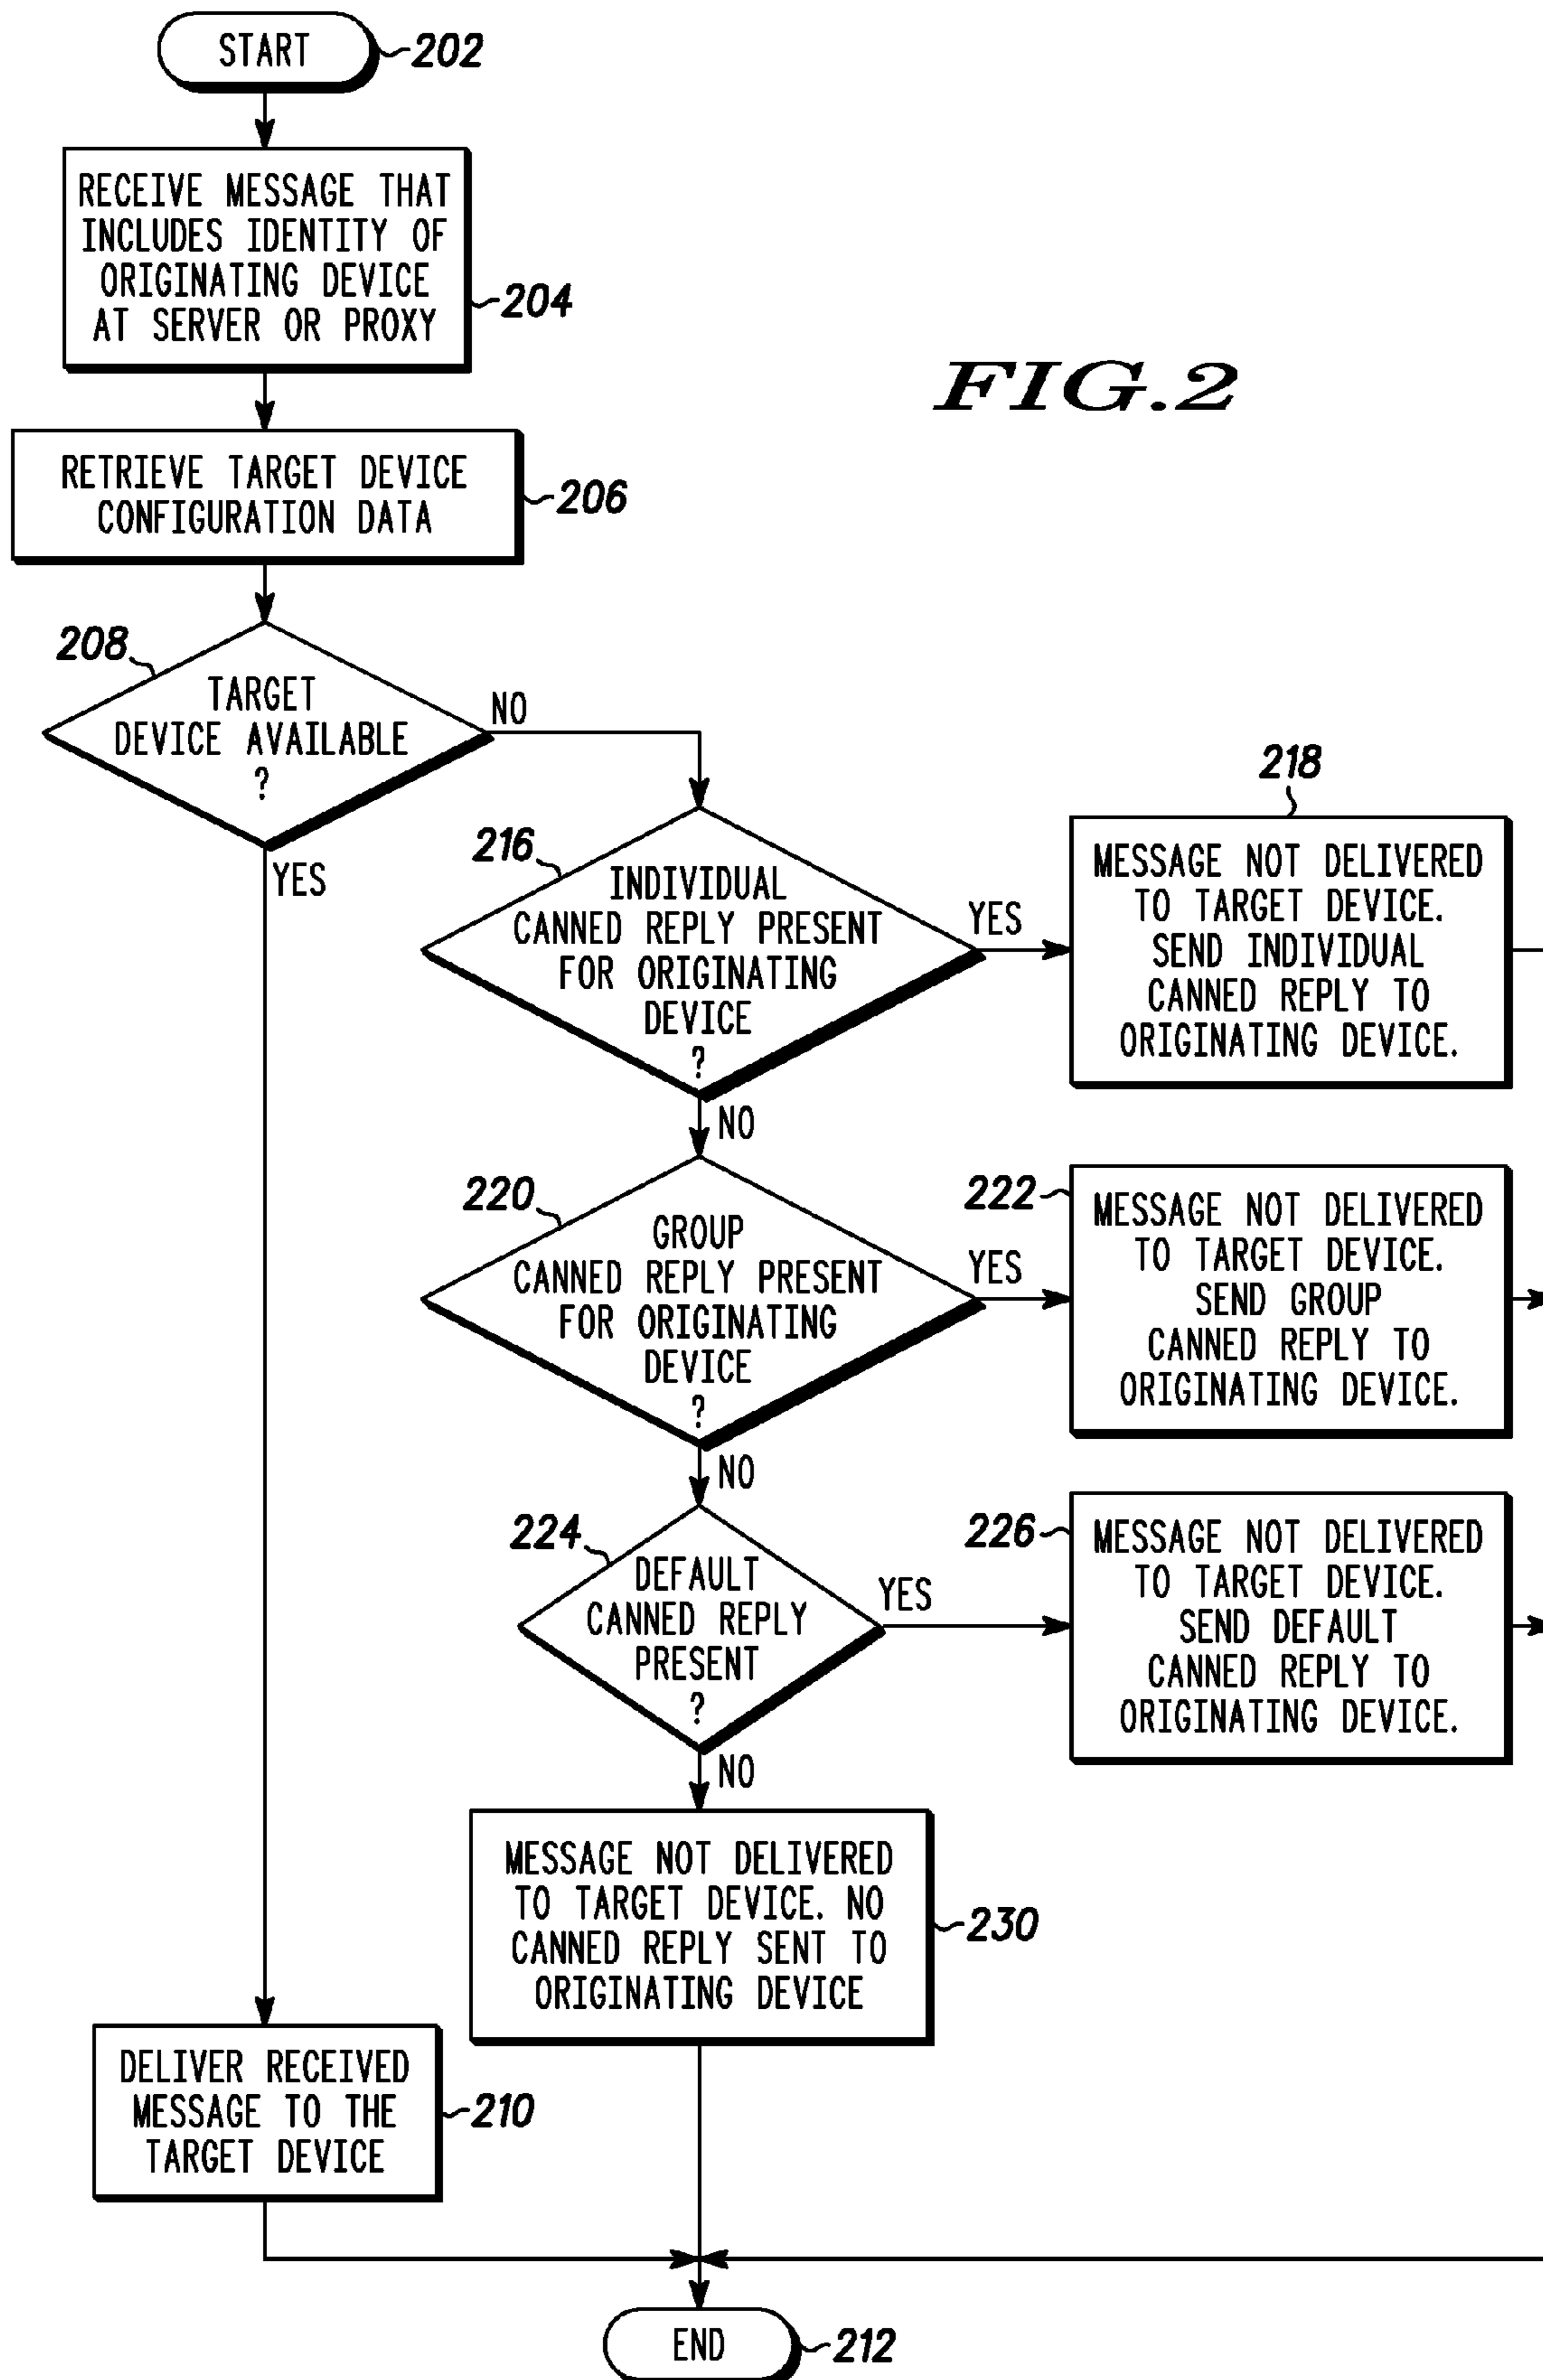 START
202
RECEIVE MESSAGE THAT
INCLUDES IDENTITY OF
ORIGINATING DEVICE
AT SERVER OR PROXY
204
FIG.2
RETRIEVE TARGET DEVICE
CONFIGURATION DATA
206
208
TARGET
DEVICE AVAILABLE
?
NO
YES
216
INDIVIDUAL
CANNED REPLY PRESENT
FOR ORIGINATING
DEVICE
?
YES
NO
218
MESSAGE NOT DELIVERED
TO TARGET DEVICE.
SEND INDIVIDUAL
CANNED REPLY TO
ORIGINATING DEVICE.
220
GROUP
CANNED REPLY PRESENT
FOR ORIGINATING
DEVICE
?
YES
NO
222
MESSAGE NOT DELIVERED
TO TARGET DEVICE.
SEND GROUP
CANNED REPLY TO
ORIGINATING DEVICE.
224
DEFAULT
CANNED REPLY
PRESENT
?
YES
NO
226
MESSAGE NOT DELIVERED
TO TARGET DEVICE.
SEND DEFAULT
CANNED REPLY TO
ORIGINATING DEVICE.
MESSAGE NOT DELIVERED
TO TARGET DEVICE. NO
CANNED REPLY SENT TO
ORIGINATING DEVICE
230
DELIVER RECEIVED
MESSAGE TO THE
TARGET DEVICE
210
END
212